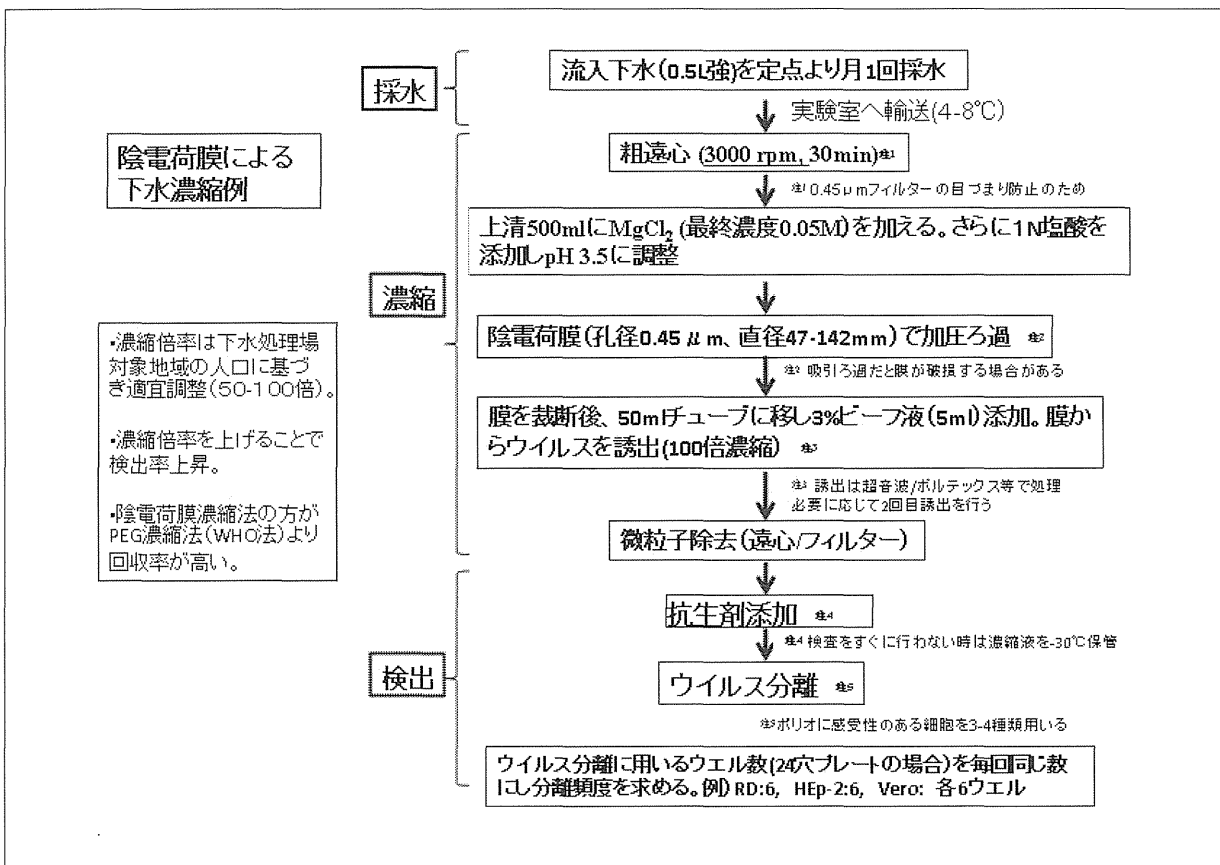 採水
流入下水(0.5L強)を定点より月1回採水
実験室へ輸送(4-8℃)
陰電荷膜による
下水濃縮例
濃縮
粗遠心 (3000 rpm, 30min)注1
注1 0.45μmフィルターの目づまり防止のため
上清500mlにMgCl2 (最終濃度0.05M)を加える。さらに1N塩酸を
添加しpH 3.5に調整
陰電荷膜(孔径0.45μm、直径47-142mm)で加圧ろ過 注2
注2 吸引ろ過だと膜が破損する場合がある
膜を裁断後、50mlチューブに移し3%ビーフ液(5ml)添加。膜か
らウイルスを誘出(100倍濃縮) 注3
注3 誘出は超音波/ボルテックス等で処理
必要に応じて2回目誘出を行う
微粒子除去(遠心/フィルター)
・濃縮倍率は下水処理場
対象地域の人口に基づ
き適宜調整(50-100倍)。
・濃縮倍率を上げることで
検出率上昇。
・陰電荷膜濃縮法の方が
PEG濃縮法(WHO法)より
回収率が高い。
検出
抗生剤添加 注4
注4 検査をすぐに行わない時は濃縮液を-30℃保管
ウイルス分離 注5
注5 ポリオに感受性のある細胞を3-4種類用いる
ウイルス分離に用いるウエル数(24穴プレートの場合)を毎回同じ数
にし分離頻度を求める。例) RD:6, HEp-2:6, Vero: 各6ウエル